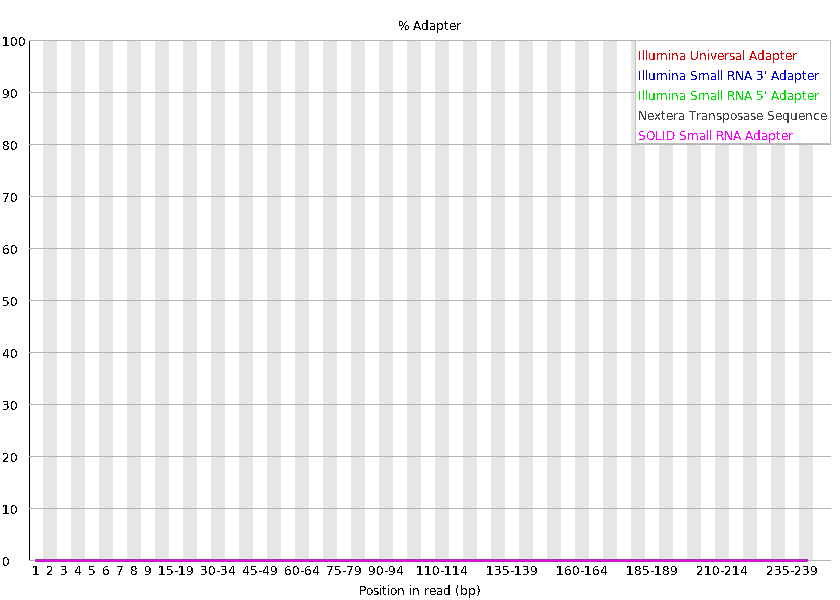 % Adapter
100
90
80
70
60
50
40
30
20
10
0
Illumina Universal Adapter
Illumina Small RNA 3' Adapter
Illumina Small RNA 5' Adapter
Nextera Transposase Sequence
SOLID Small RNA Adapter
1 2 3 4 5 6 7 8 9 15-19 30-34 45-49 60-64 75-79 90-94 110-114 135-139 160-164 185-189 210-214 235-239
Position in read (bp)